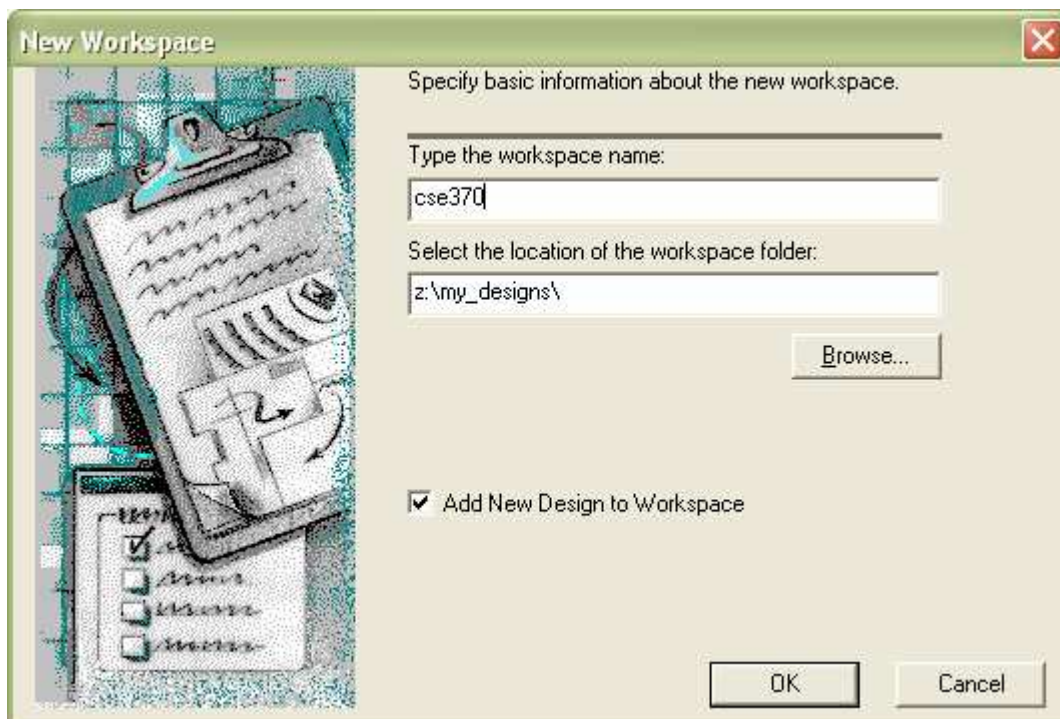 New Workspace
Specify basic information about the new workspace.
Type the workspace name:
cse370
Select the location of the workspace folder:
z:\my_designs\
Browse...
Add New Design to Workspace
OK
Cancel